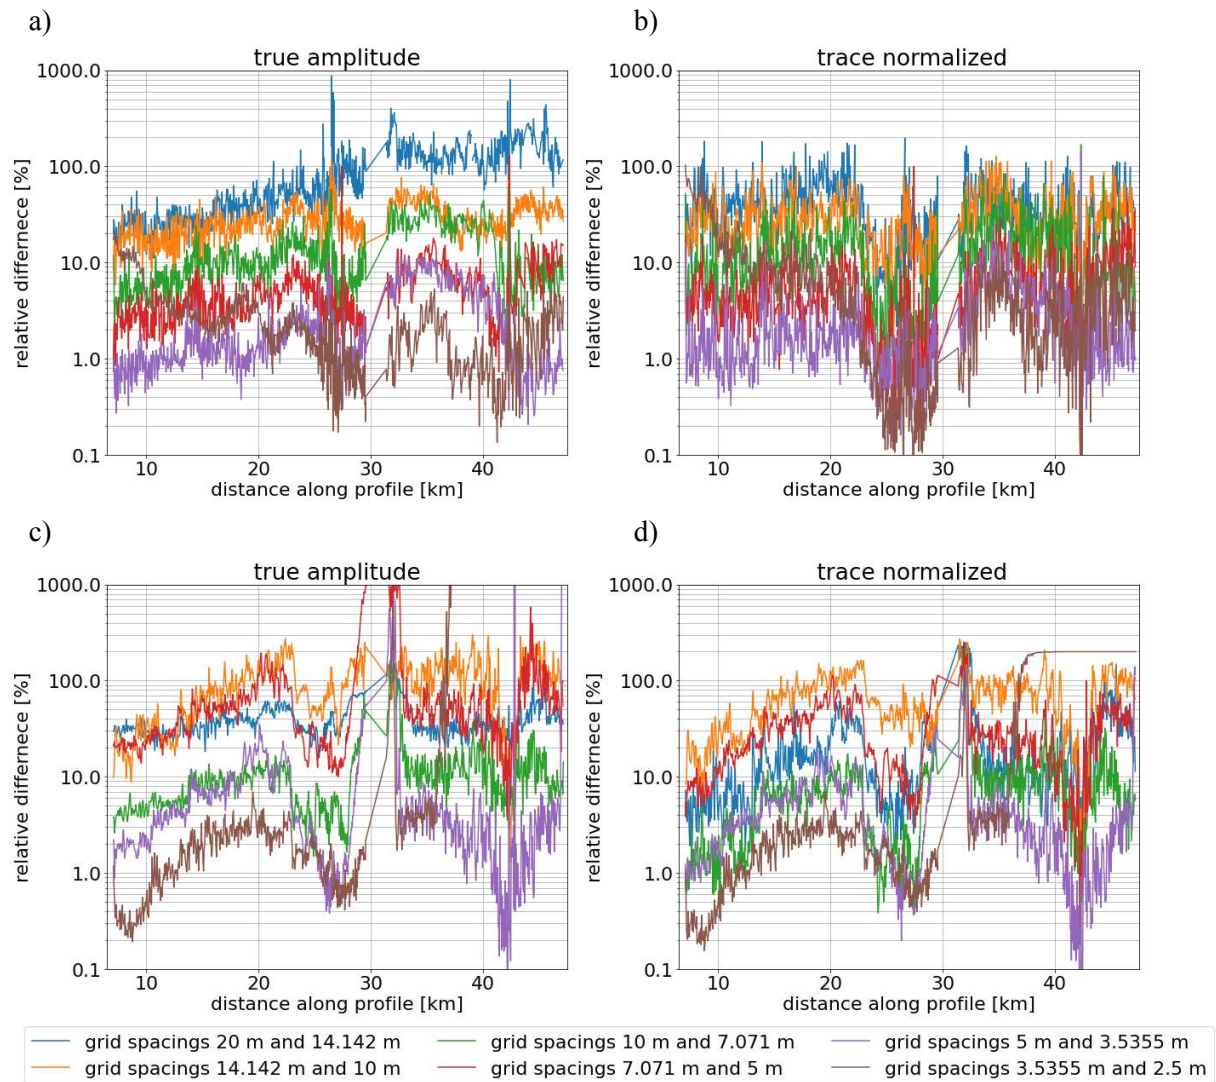 a)
b)
true amplitude
trace normalized
1000.0
100.0
10.0
1.0
0.1
relative differnece [%]
10 20 30 40
distance along profile [km]
1000.0
100.0
10.0
1.0
0.1
relative differnece [%]
10 20 30 40
distance along profile [km]
c)
d)
true amplitude
trace normalized
1000.0
100.0
10.0
1.0
0.1
relative differnece [%]
10 20 30 40
distance along profile [km]
1000.0
100.0
10.0
1.0
0.1
relative differnece [%]
10 20 30 40
distance along profile [km]
grid spacings 20 m and 14.142 m
grid spacings 14.142 m and 10 m
grid spacings 10 m and 7.071 m
grid spacings 7.071 m and 5 m
grid spacings 5 m and 3.5355 m
grid spacings 3.5355 m and 2.5 m